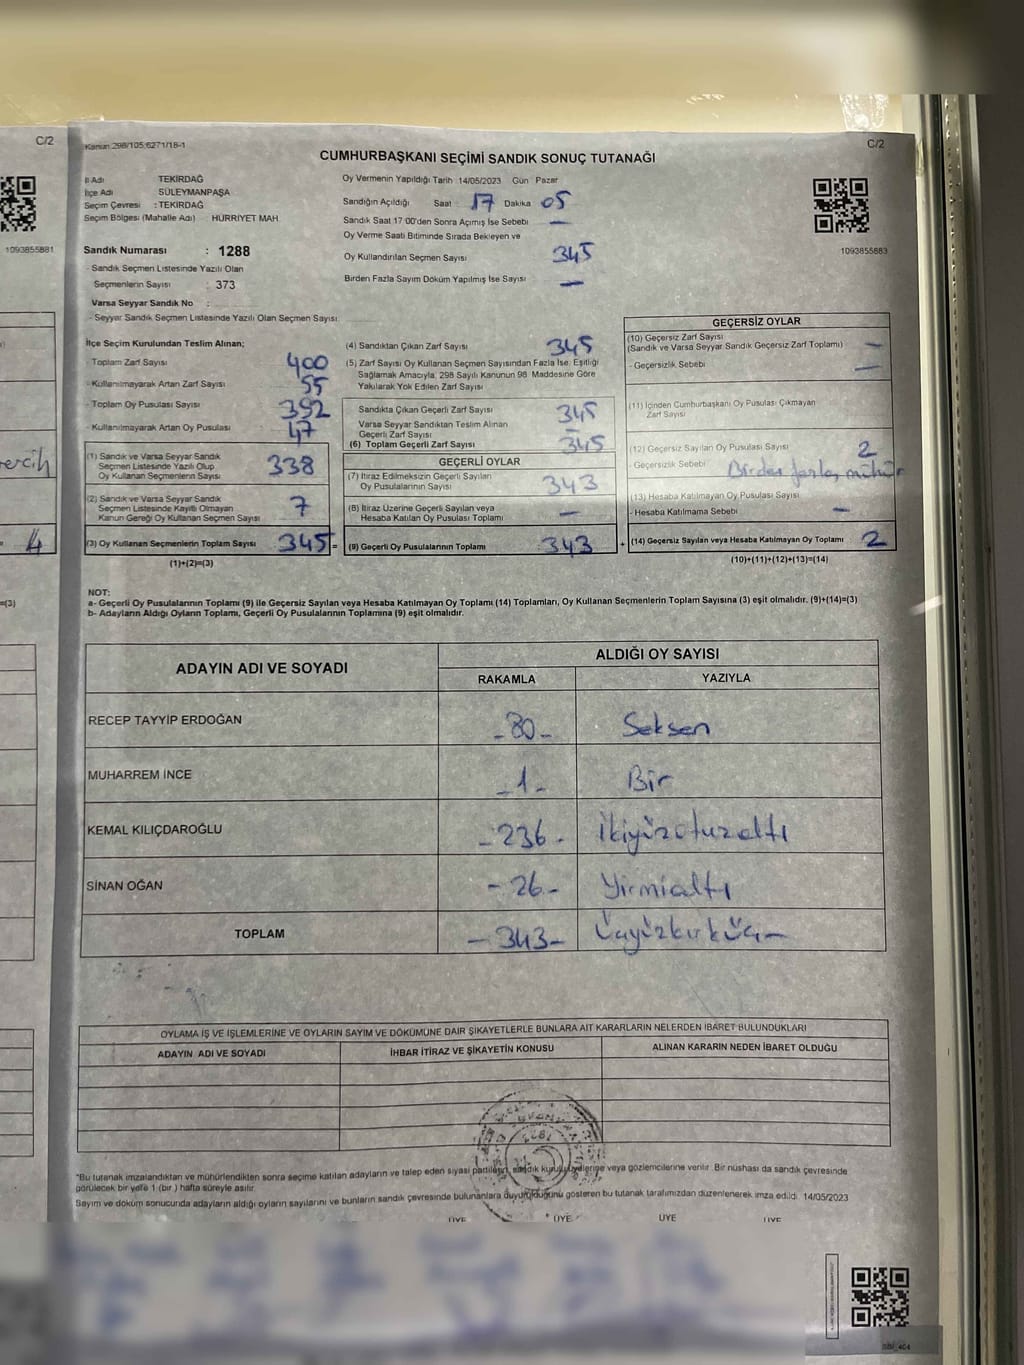 C/2
Kanun 298/105;6271/18-1
C/2
CUMHURBAŞKANI SEÇİMİ SANDIK SONUÇ TUTANAĞI
İl Adı TEKİRDAĞ
İlçe Adı SÜLEYMANPAŞA
Seçim Çevresi : TEKİRDAĞ
Seçim Bölgesi (Mahalle Adı) HÜRRİYET MAH
Sandık Numarası : 1288
- Sandık Seçmen Listesinde Yazılı Olan
Seçmenlerin Sayısı : 373
Varsa Seyyar Sandık No :
- Seyyar Sandık Seçmen Listesinde Yazılı Olan Seçmen Sayısı:
Oy Vermenin Yapıldığı Tarih 14/05/2023 Gün Pazar
Sandığın Açıldığı Saat : 17 Dakika 05
Sandık Saat 17:00'den Sonra Açılmış İse Sebebi —
Oy Verme Saati Bitiminde Sırada Bekleyen ve
Oy Kullandırılan Seçmen Sayısı 345
Birden Fazla Sayım Döküm Yapılmış İse Sayısı —
1093855881
1093855883
İlçe Seçim Kurulundan Teslim Alınan;
- Toplam Zarf Sayısı 400
- Kullanılmayarak Artan Zarf Sayısı 55
- Toplam Oy Pusulası Sayısı 392
- Kullanılmayarak Artan Oy Pusulası 47
(1) Sandık ve Varsa Seyyar Sandık
Seçmen Listesinde Yazılı Olup
Oy Kullanan Seçmenlerin Sayısı 338
(2) Sandık ve Varsa Seyyar Sandık
Seçmen Listesinde Kayıtlı Olmayan
Kanun Gereği Oy Kullanan Seçmen Sayısı 7
(3) Oy Kullanan Seçmenlerin Toplam Sayısı 345 =
(1)+(2)=(3)
(4) Sandıktan Çıkan Zarf Sayısı 345
(5) Zarf Sayısı Oy Kullanan Seçmen Sayısından Fazla İse: Eşitliği
Sağlamak Amacıyla, 298 Sayılı Kanunun 98. Maddesine Göre
Yakılarak Yok Edilen Zarf Sayısı
Sandıkta Çıkan Geçerli Zarf Sayısı 345
Varsa Seyyar Sandıktan Teslim Alınan
Geçerli Zarf Sayısı —
(6) Toplam Geçerli Zarf Sayısı 345
GEÇERLİ OYLAR
(7) İtiraz Edilmeksizin Geçerli Sayılan
Oy Pusulalarının Sayısı 343
(8) İtiraz Üzerine Geçerli Sayılan veya
Hesaba Katılan Oy Pusulası Toplamı —
(9) Geçerli Oy Pusulalarının Toplamı 343 +
GEÇERSİZ OYLAR
(10) Geçersiz Zarf Sayısı
(Sandık ve Varsa Seyyar Sandık Geçersiz Zarf Toplamı) —
- Geçersizlik Sebebi —
(11) İçinden Cumhurbaşkanı Oy Pusulası Çıkmayan
Zarf Sayısı
(12) Geçersiz Sayılan Oy Pusulası Sayısı 2
- Geçersizlik Sebebi Birden fazla mühür
(13) Hesaba Katılmayan Oy Pusulası Sayısı
- Hesaba Katılmama Sebebi —
(14) Geçersiz Sayılan veya Hesaba Katılmayan Oy Toplamı 2
(10)+(11)+(12)+(13)=(14)
4
=(3)
NOT:
a- Geçerli Oy Pusulalarının Toplamı (9) ile Geçersiz Sayılan veya Hesaba Katılmayan Oy Toplamı (14) Toplamları, Oy Kullanan Seçmenlerin Toplam Sayısına (3) eşit olmalıdır. (9)+(14)=(3)
b- Adayların Aldığı Oyların Toplamı, Geçerli Oy Pusulalarının Toplamına (9) eşit olmalıdır.
ADAYIN ADI VE SOYADI ALDIĞI OY SAYISI
RAKAMLA YAZIYLA
RECEP TAYYİP ERDOĞAN -80- Seksen
MUHARREM İNCE -1- Bir
KEMAL KILIÇDAROĞLU -236- İkiyüzotuzaltı
SİNAN OĞAN -26- Yirmialtı
TOPLAM -343- Üçyüzkırküç-
OYLAMA İŞ VE İŞLEMLERİNE VE OYLARIN SAYIM VE DÖKÜMÜNE DAİR ŞİKAYETLERLE BUNLARA AİT KARARLARIN NELERDEN İBARET BULUNDUKLARI
ADAYIN ADI VE SOYADI İHBAR İTİRAZ VE ŞİKAYETİN KONUSU ALINAN KARARIN NEDEN İBARET OLDUĞU
*Bu tutanak imzalandıktan ve mühürlendikten sonra seçime katılan adayların ve talep eden siyasi partilerin, sandık kurulu üyelerine veya gözlemcilerine verilir. Bir nüshası da sandık çevresinde
görülecek bir yere 1 (bir) hafta süreyle asılır.
Sayım ve döküm sonucunda adayların aldığı oyların sayılarını ve bunların sandık çevresinde bulunanlara duyurulduğunu gösteren bu tutanak tarafımızdan düzenlenerek imza edildi. 14/05/2023
ÜYE ÜYE ÜYE ÜYE